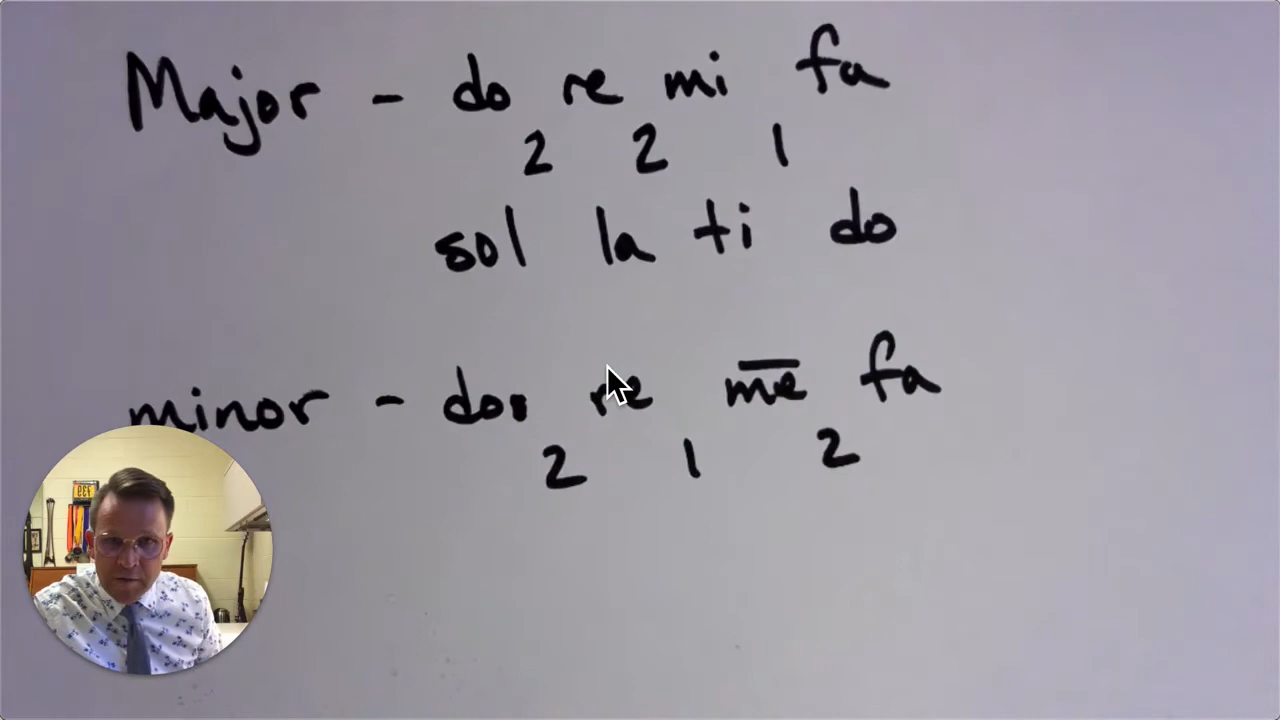 Major - do re mi fa
2 2 1
sol la ti do
minor - do re me fa
2 1 2